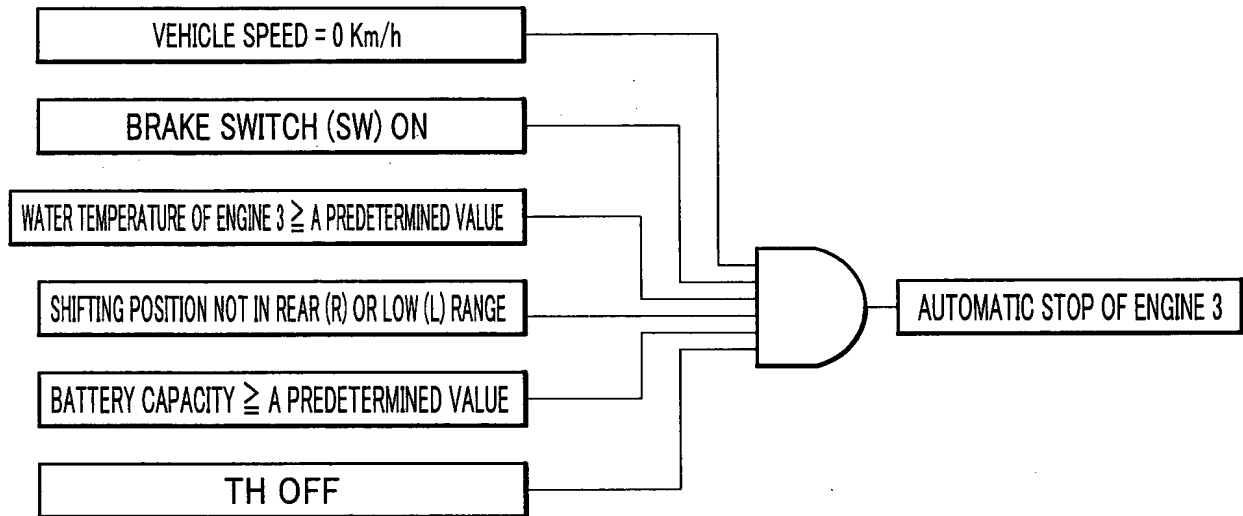 VEHICLE SPEED = 0 Km/h
BRAKE SWITCH (SW) ON
WATER TEMPERATURE OF ENGINE 3 ≧ A PREDETERMINED VALUE
SHIFTING POSITION NOT IN REAR (R) OR LOW (L) RANGE
BATTERY CAPACITY ≧ A PREDETERMINED VALUE
TH OFF
AUTOMATIC STOP OF ENGINE 3